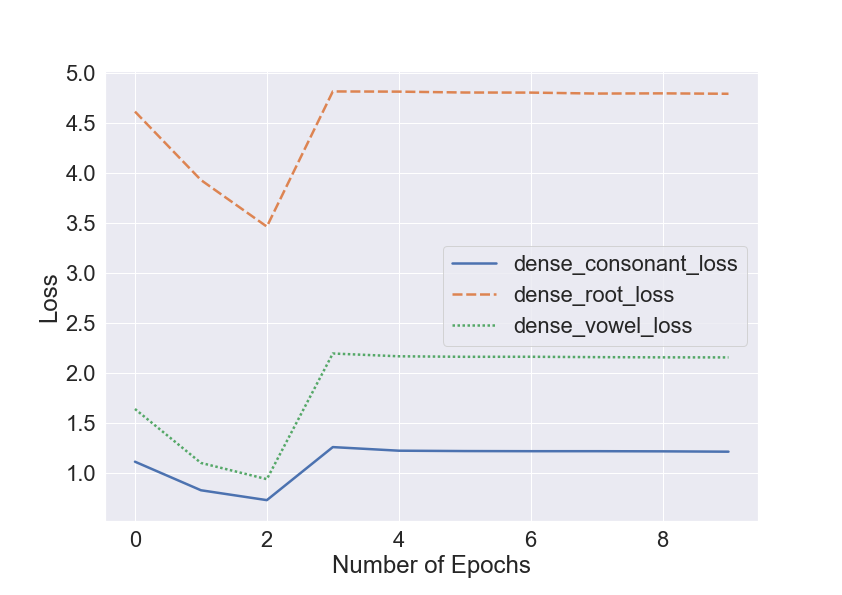 5.0
4.5
4.0
3.5
3.0
2.5
2.0
1.5
1.0
Loss
dense_consonant_loss
dense_root_loss
dense_vowel_loss
0 2 4 6 8
Number of Epochs